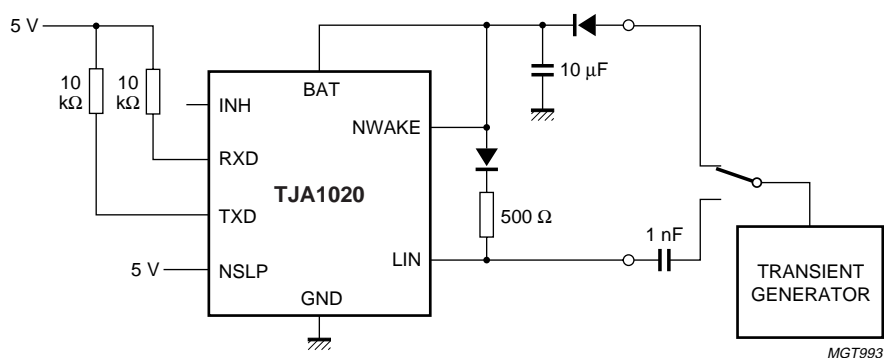 5 V
10
kΩ
10
kΩ
BAT
10 μF
INH
NWAKE
RXD
TJA1020
TXD
500 Ω
1 nF
5 V
NSLP
LIN
GND
TRANSIENT
GENERATOR
MGT993